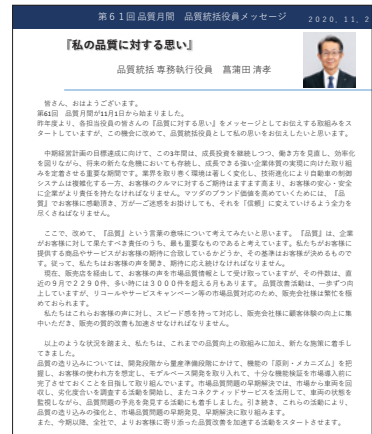 第61回 品質月間　品質統括役員メッセージ　2020, 11, 2
『私の品質に対する思い』
品質統括 専務執行役員　菖蒲田 清孝
皆さん、おはようございます。
第61回　品質月間が11月1日から始まりました。
昨年度より、各担当役員の皆さんの『品質に対する思い』をメッセージとしてお伝えする取組みをス
タートしていますが、この機会に改めて、品質統括役員として私の思いをお伝えしたいと思います。
中期経営計画の目標達成に向けて、この3年間は、成長投資を継続しつつ、働き方を見直し、効率化
を図りながら、将来の新たな危機においても存続し、成長できる強い企業体質の実現に向けた取り組
みを定着させる重要な期間です。業界を取り巻く環境は著しく変化し、技術進化により自動車の制御
システムは複雑化する一方、お客様のクルマに対するご期待はますます高まり、お客様の安心・安全
に企業がより責任を持たなければなりません。マツダのブランド価値を高めていくためには、『品
質』でお客様に感動頂き、万が一ご迷惑をお掛けしても、それを『信頼』に変えていけるよう全力を
尽くさねばなりません。
ここで、改めて、『品質』という言葉の意味について考えてみたいと思います。『品質』は、企業
がお客様に対して果たすべき責任のうち、最も重要なものであると考えています。私たちがお客様に
提供する商品やサービスがお客様の期待に合致しているかどうか、その基準はお客様が決めるもので
す。従って、私たちはお客様の声を聞き、期待に応え続けなければなりません。
現在、販売店を経由して、お客様の声を市場品質情報として受け取っていますが、その件数は、直
近の9月で2290件、多い時には3000件を超える月もあります。品質改善活動は、一歩ずつ向
上していますが、リコールやサービスキャンペーン等の市場品質対応のため、販売会社様は繁忙を極
めておられます。
私たちはこれらお客様の声に対し、スピード感を持って対応し、販売会社様に顧客体験の向上に集
中いただき、販売の質的改善も加速させなければなりません。
以上のような状況を踏まえ、私たちは、これまでの品質向上の取組みに加え、新たな施策に着手し
てきました。
品質の造り込みについては、開発段階から量産準備段階にかけて、機能の「原則・メカニズム」を把
握し、お客様の使われ方を想定し、モデルベース開発を取り入れて、十分な機能検証を市場導入前に
完了させておくことを目指して取り組んでいます。市場品質問題の早期解決では、市場から車両を回
収し、劣化度合いを調査する活動を開始し、またコネクティッドサービスを活用して、車両の状態を
監視しながら、品質問題の予兆を発見する活動にも着手しました。引き続き、これらの活動により、
品質の造り込みの強化と、市場品質問題の早期発見、早期解決に取り組みます。
また、今期以降、全社で、よりお客様に寄り添った品質改善を加速する活動をスタートさせます。